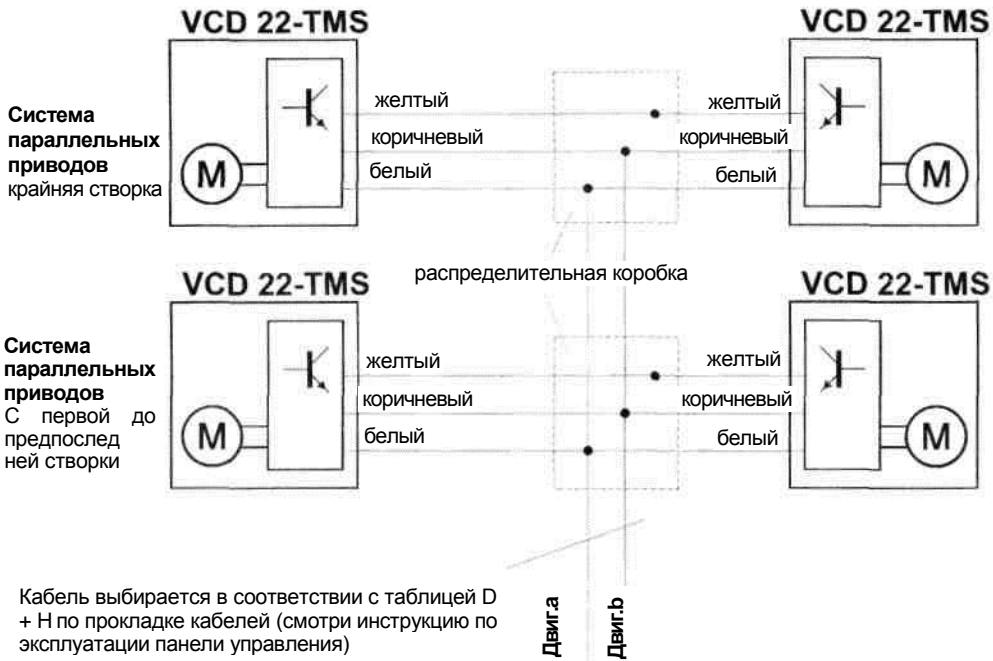 VCD 22-TMS
VCD 22-TMS
Система
параллельных
приводов
крайняя створка
M
желтый
коричневый
белый
желтый
коричневый
белый
M
распределительная коробка
VCD 22-TMS
VCD 22-TMS
Система
параллельных
приводов
С первой до
предпослед
ней створки
M
желтый
коричневый
белый
желтый
коричневый
белый
M
Кабель выбирается в соответствии с таблицей D
+ H по прокладке кабелей (смотри инструкцию по
эксплуатации панели управления)
Двиг.a
Двиг.b